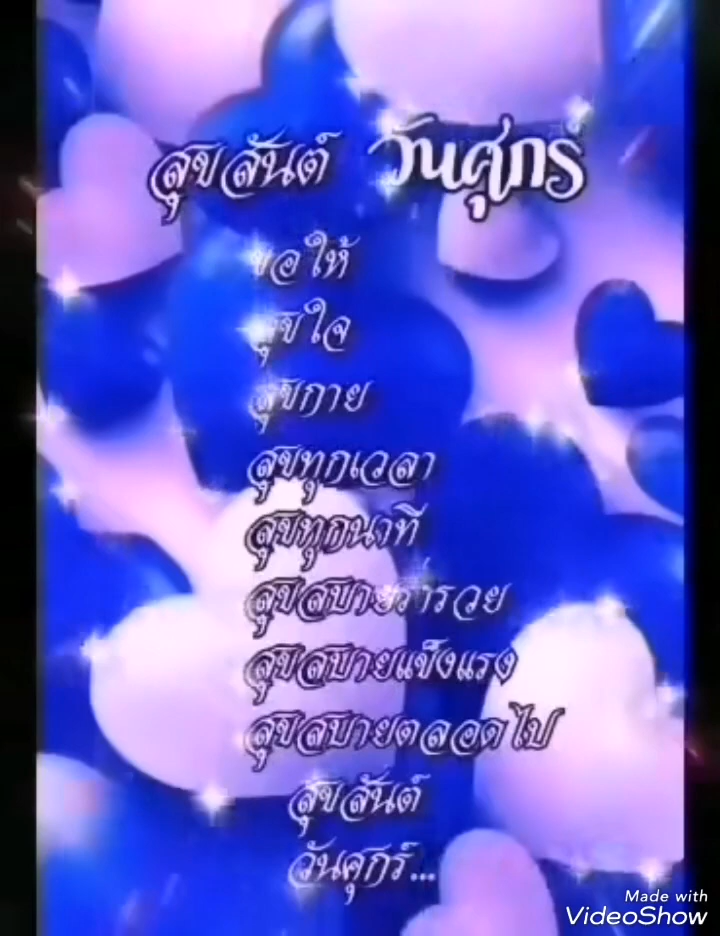 สุขสันต์ วันศุกร์
ขอให้
สุขใจ
สุขกาย
สุขทุกเวลา
สุขทุกนาที
สุขสบายร่ำรวย
สุขสบายแข็งแรง
สุขสบายตลอดไป
สุขสันต์
วันศุกร์...
Made with
VideoShow